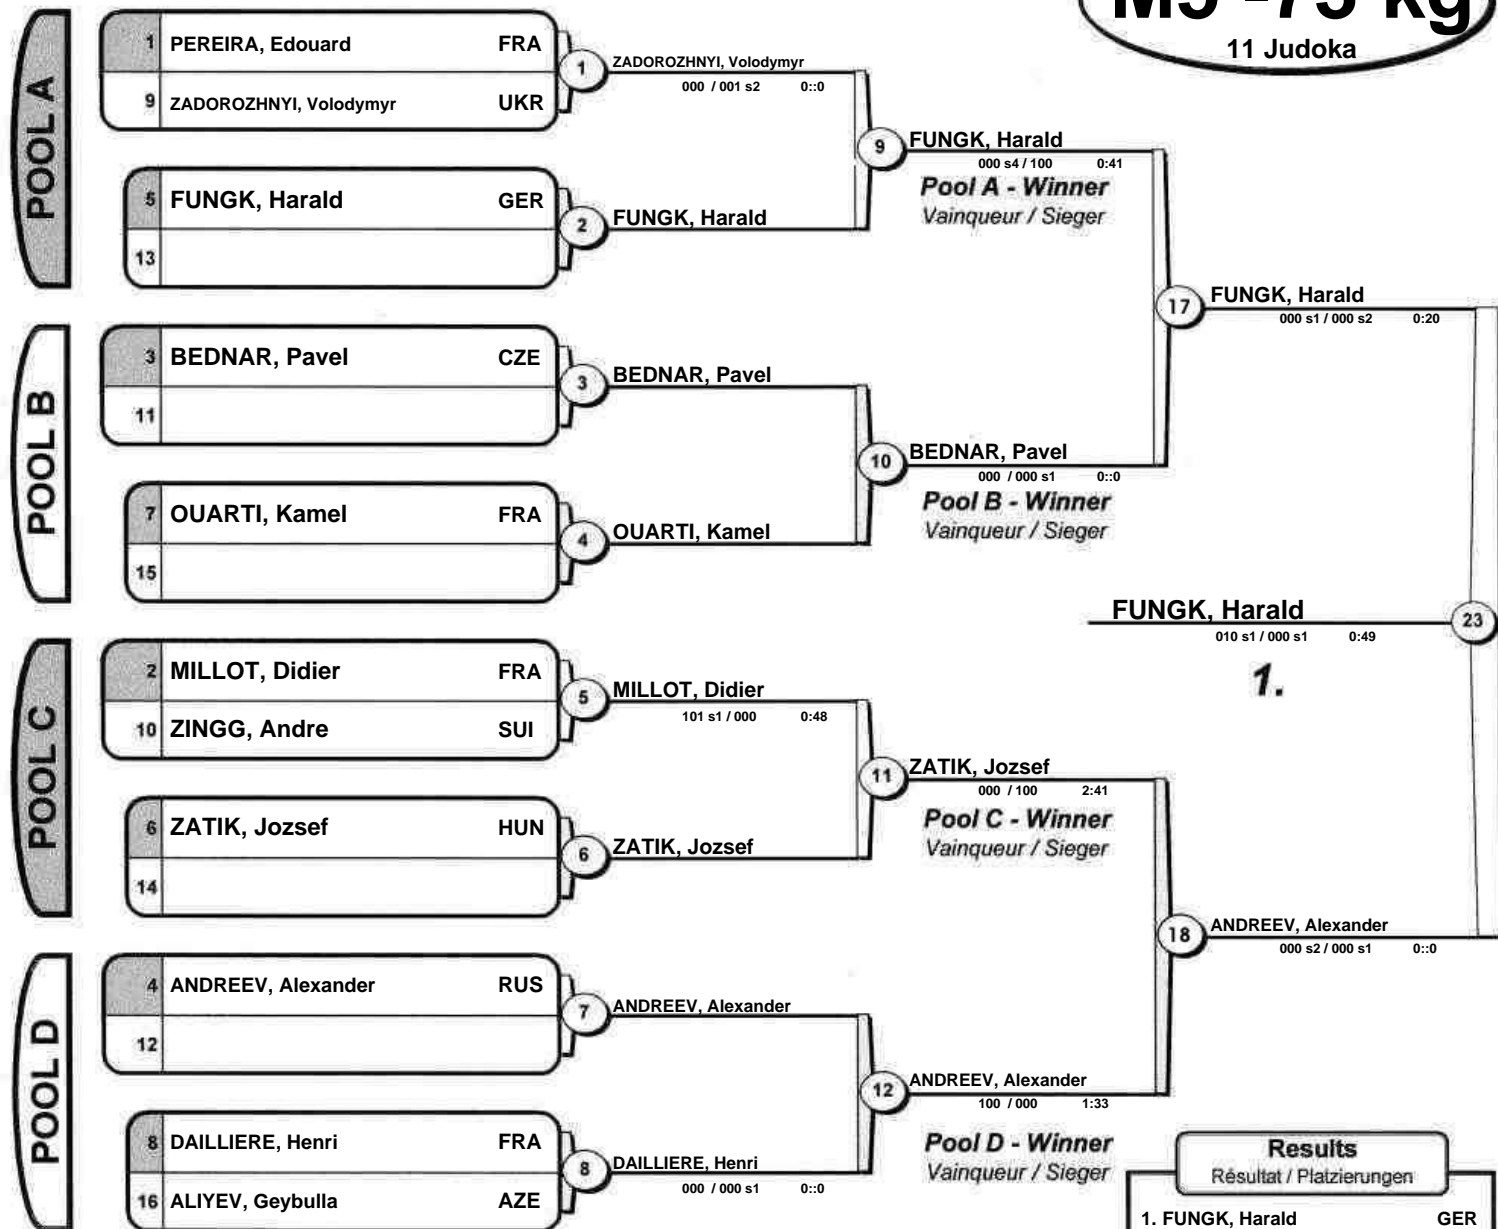 M5 -73 kg
11 Judoka
POOL A
1 PEREIRA, Edouard FRA
9 ZADOROZHNYI, Volodymyr UKR
1
ZADOROZHNYI, Volodymyr
000 / 001 s2 0::0
5 FUNGK, Harald GER
13
2
FUNGK, Harald
9
FUNGK, Harald
000 s4 / 100 0:41
Pool A - Winner
Vainqueur / Sieger
POOL B
3 BEDNAR, Pavel CZE
11
3
BEDNAR, Pavel
7 OUARTI, Kamel FRA
15
4
OUARTI, Kamel
10
BEDNAR, Pavel
000 / 000 s1 0::0
Pool B - Winner
Vainqueur / Sieger
17
FUNGK, Harald
000 s1 / 000 s2 0:20
FUNGK, Harald
010 s1 / 000 s1 0:49
23
1.
POOL C
2 MILLOT, Didier FRA
10 ZINGG, Andre SUI
5
MILLOT, Didier
101 s1 / 000 0:48
6 ZATIK, Jozsef HUN
14
6
ZATIK, Jozsef
11
ZATIK, Jozsef
000 / 100 2:41
Pool C - Winner
Vainqueur / Sieger
POOL D
4 ANDREEV, Alexander RUS
12
7
ANDREEV, Alexander
8 DAILLIERE, Henri FRA
16 ALIYEV, Geybulla AZE
8
DAILLIERE, Henri
000 / 000 s1 0::0
12
ANDREEV, Alexander
100 / 000 1:33
Pool D - Winner
Vainqueur / Sieger
18
ANDREEV, Alexander
000 s2 / 000 s1 0::0
Results
Résultat / Platzierungen
1. FUNGK, Harald GER